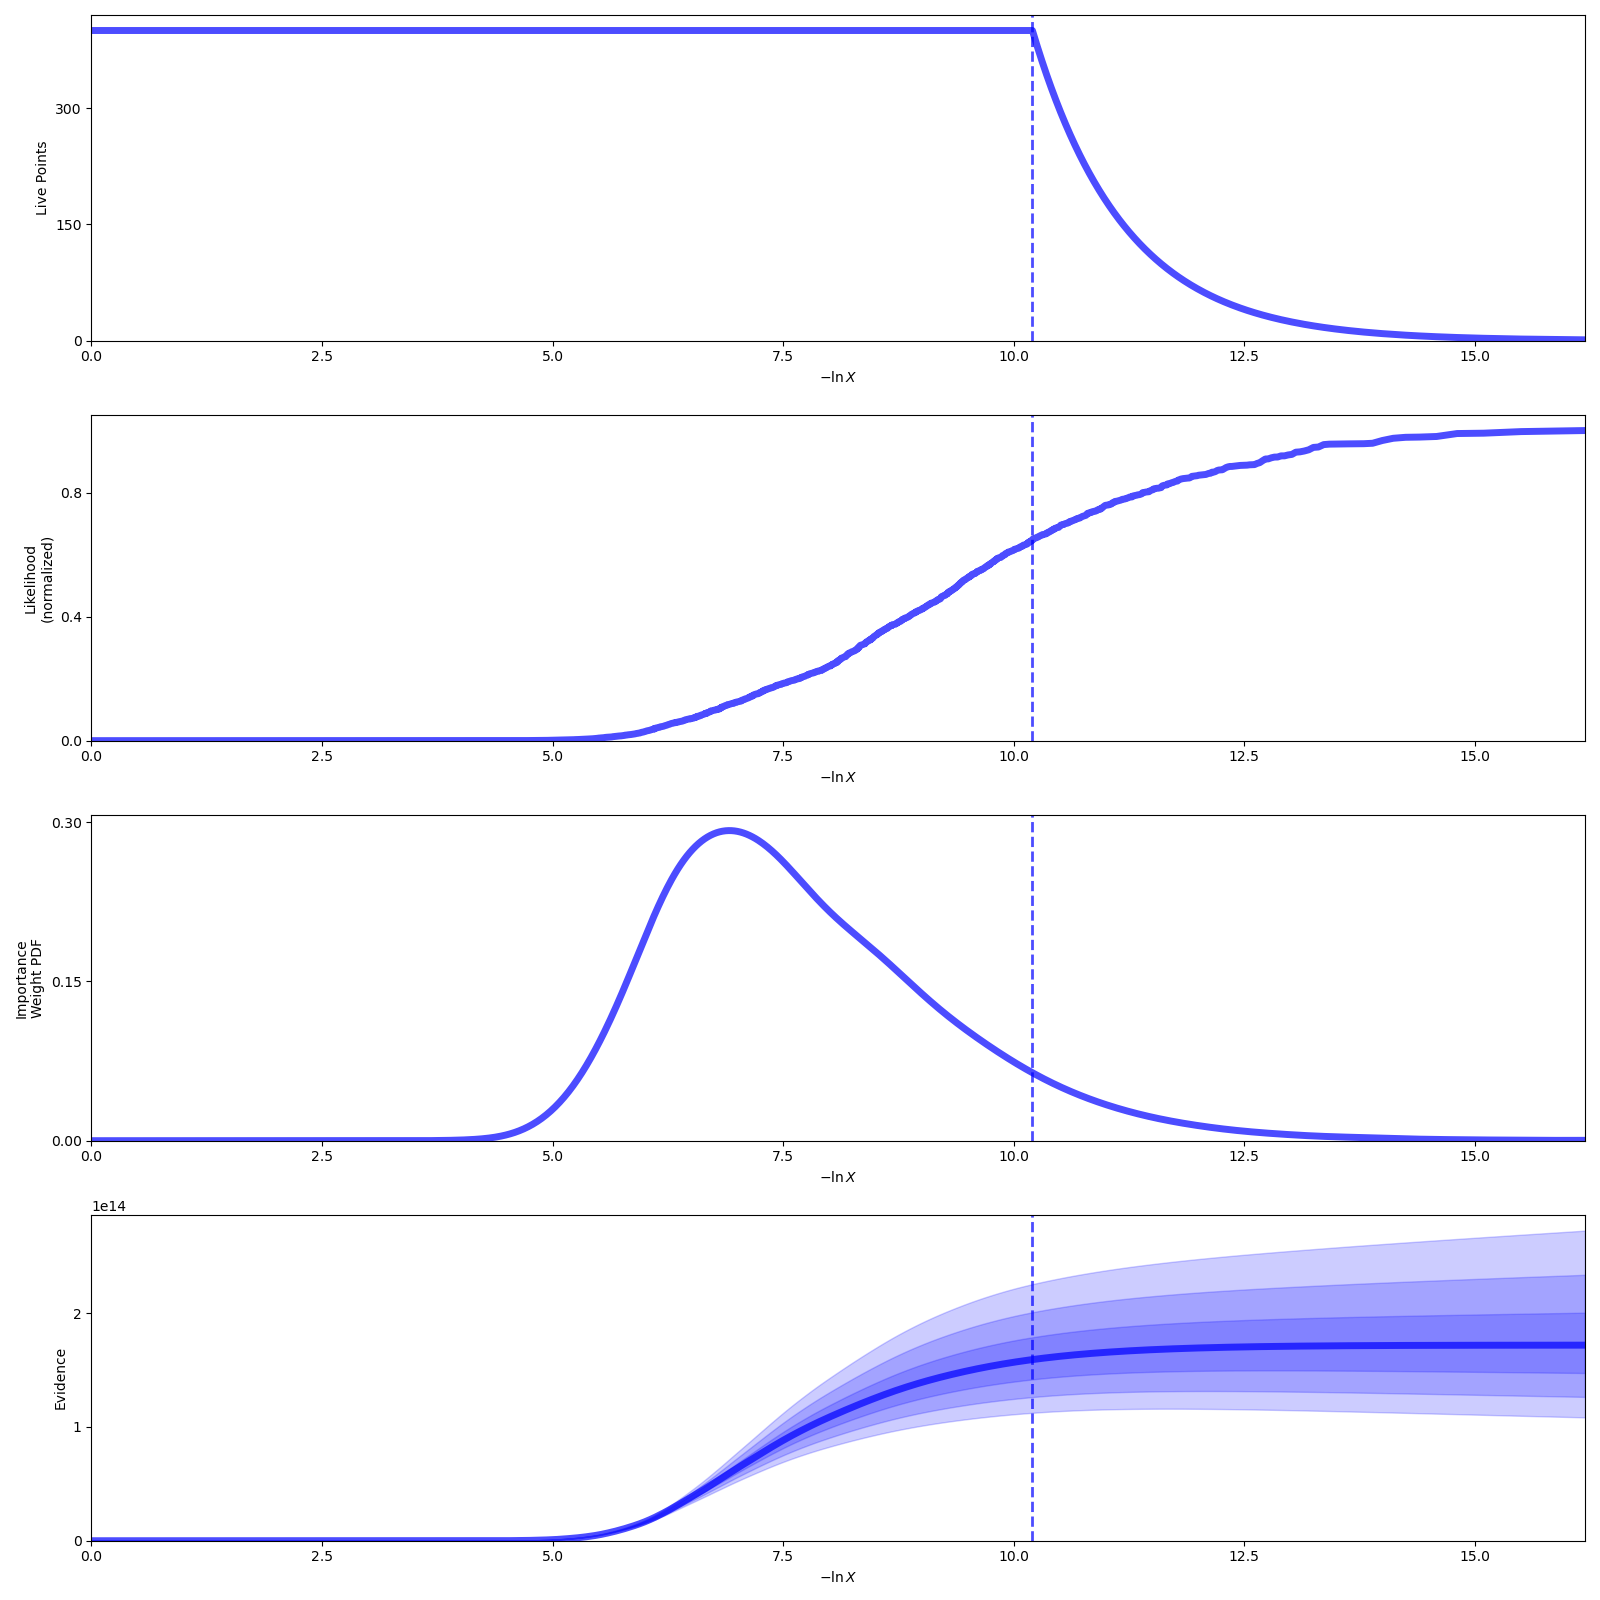 300
150
0
Live Points
0.0 2.5 5.0 7.5 10.0 12.5 15.0
−ln X
0.8
0.4
0.0
Likelihood
(normalized)
0.0 2.5 5.0 7.5 10.0 12.5 15.0
−ln X
0.30
0.15
0.00
Importance
Weight PDF
0.0 2.5 5.0 7.5 10.0 12.5 15.0
−ln X
1e14
2
1
0
Evidence
0.0 2.5 5.0 7.5 10.0 12.5 15.0
−ln X